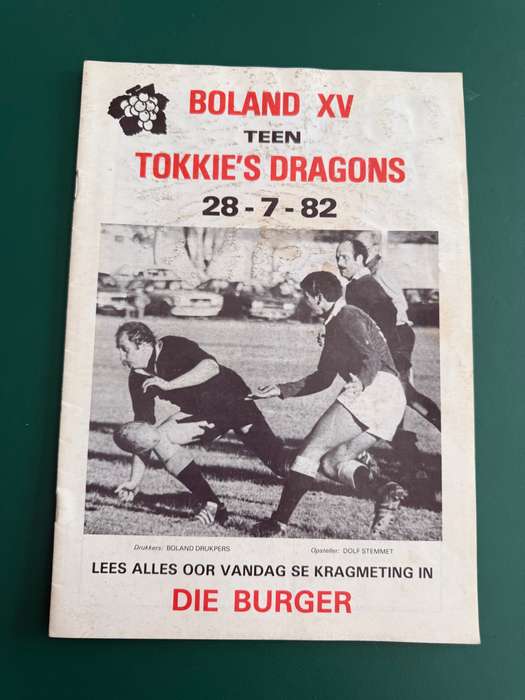 BOLAND XV
TEEN
TOKKIE'S DRAGONS
28-7-82
Drukkers: BOLAND DRUKPERS
Opsteller: DOLF STEMMET
LEES ALLES OOR VANDAG SE KRAGMETING IN
DIE BURGER